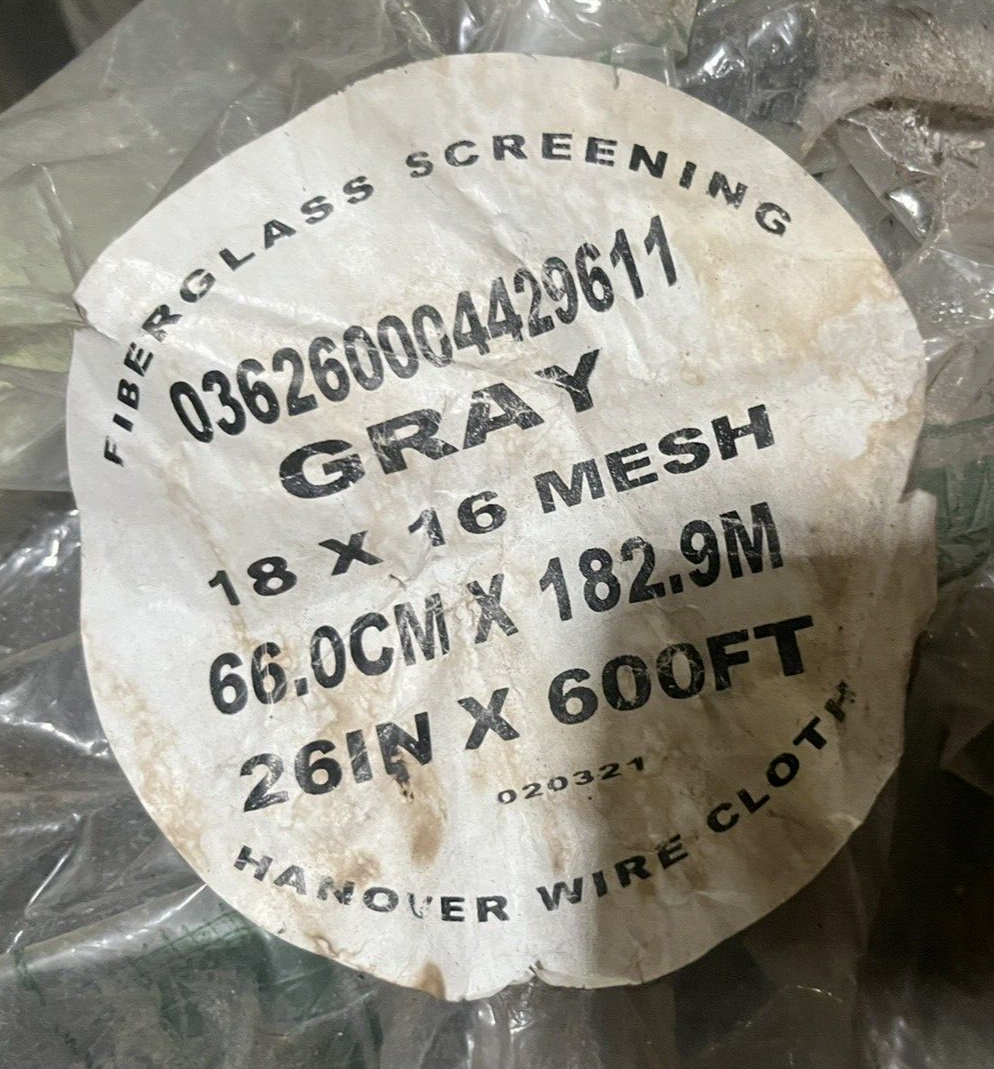 FIBERGLASS SCREENING
036260004429611
GRAY
18 X 16 MESH
66.0CM X 182.9M
26IN X 600FT
020321
HANOVER WIRE CLOTH